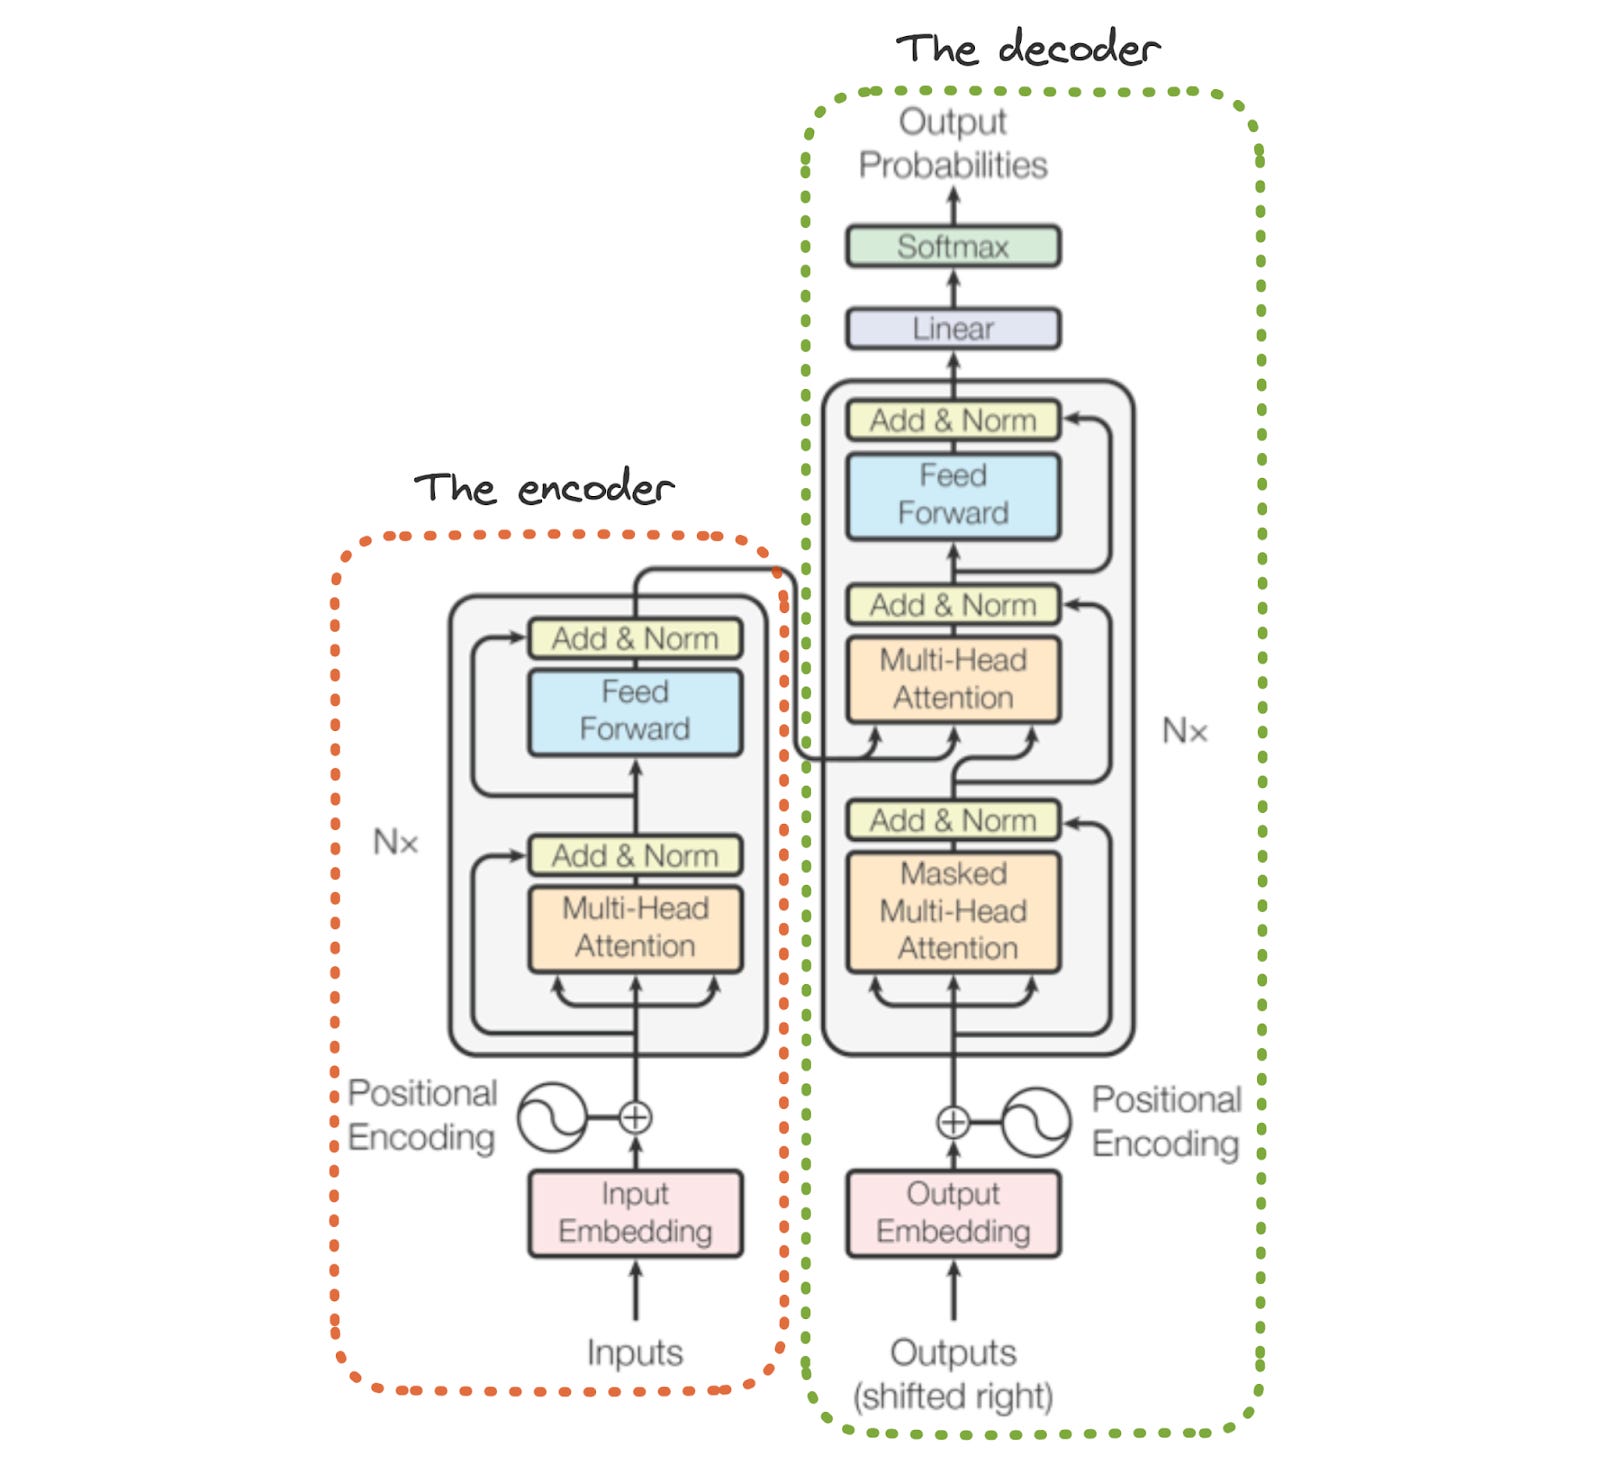 The decoder
Output
Probabilities
Softmax
Linear
Add & Norm
Feed
Forward
Add & Norm
Multi-Head
Attention
Nx
Add & Norm
Masked
Multi-Head
Attention
Positional
Encoding
Output
Embedding
Outputs
(shifted right)
The encoder
Add & Norm
Feed
Forward
Nx
Add & Norm
Multi-Head
Attention
Positional
Encoding
Input
Embedding
Inputs